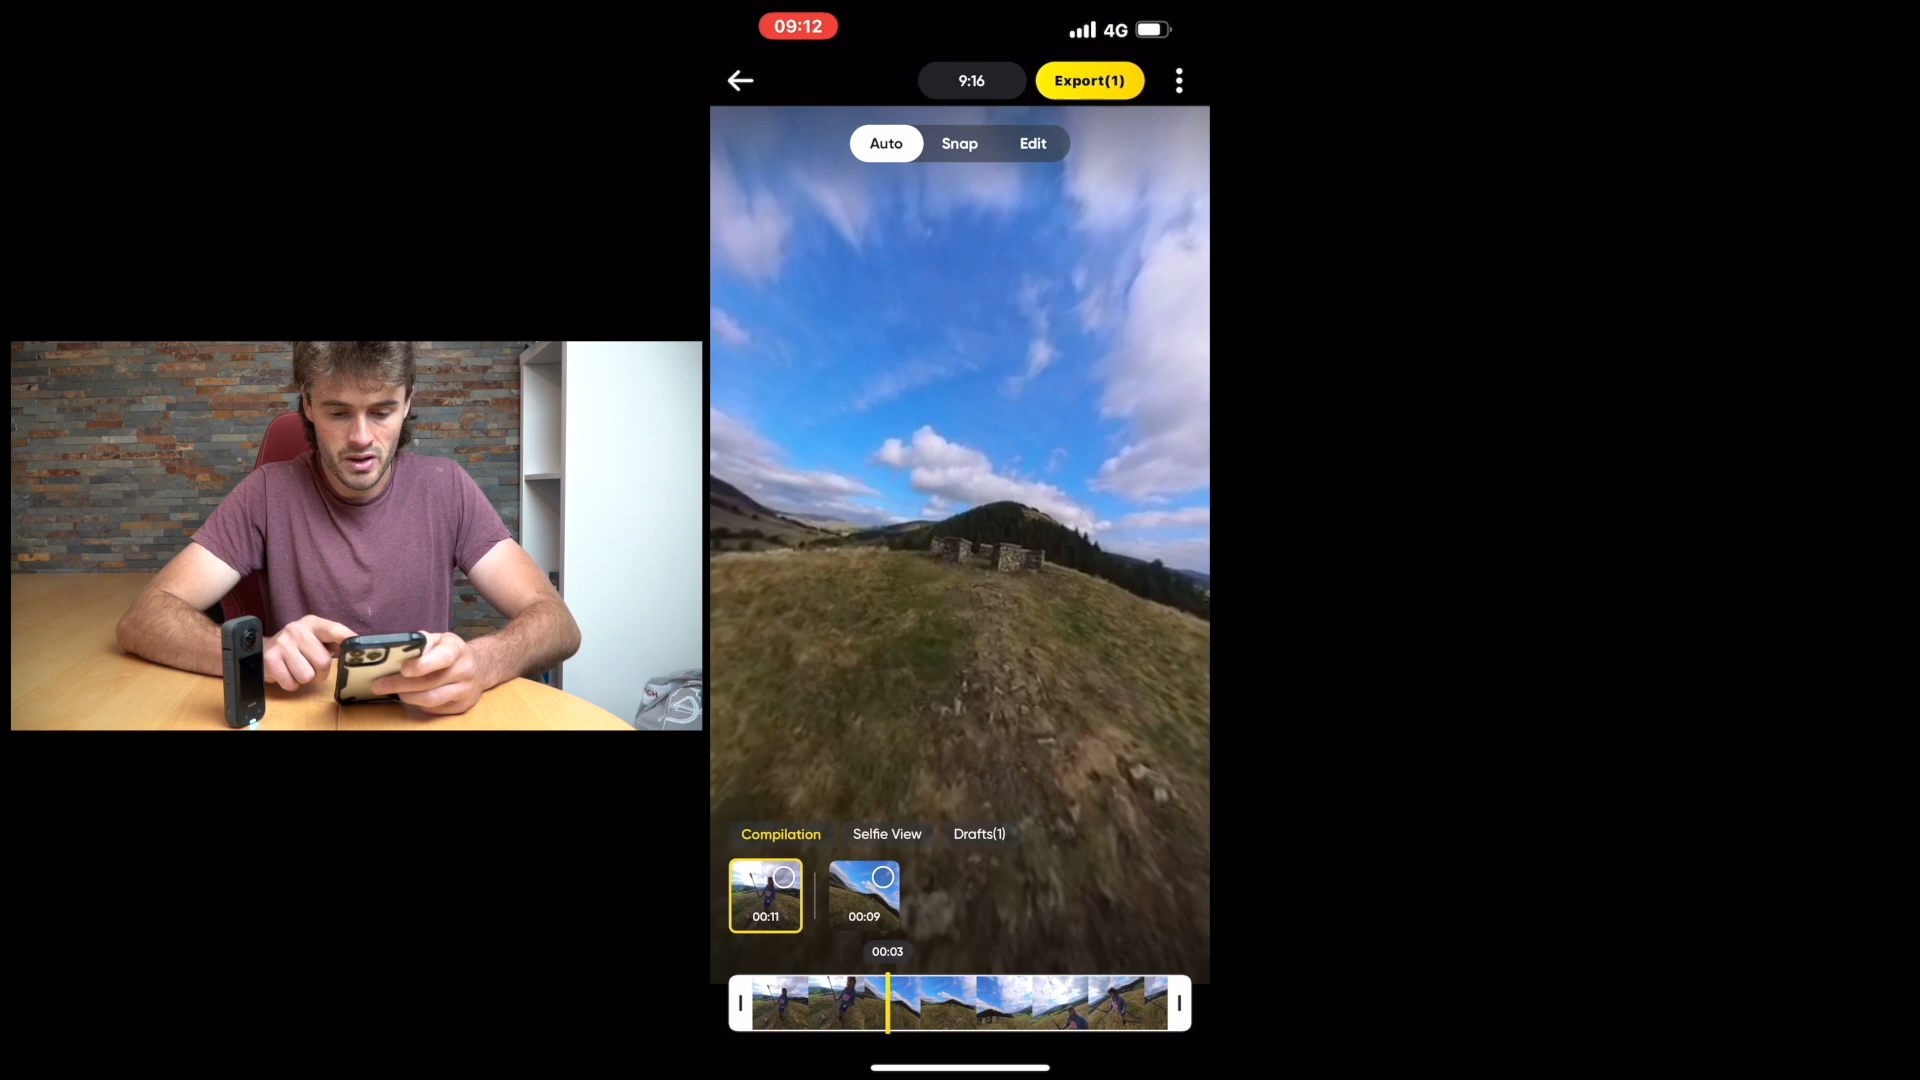 09:12
4G
9:16
Export(1)
Auto
Snap
Edit
Compilation
Selfie View
Drafts(1)
00:11
00:09
00:03